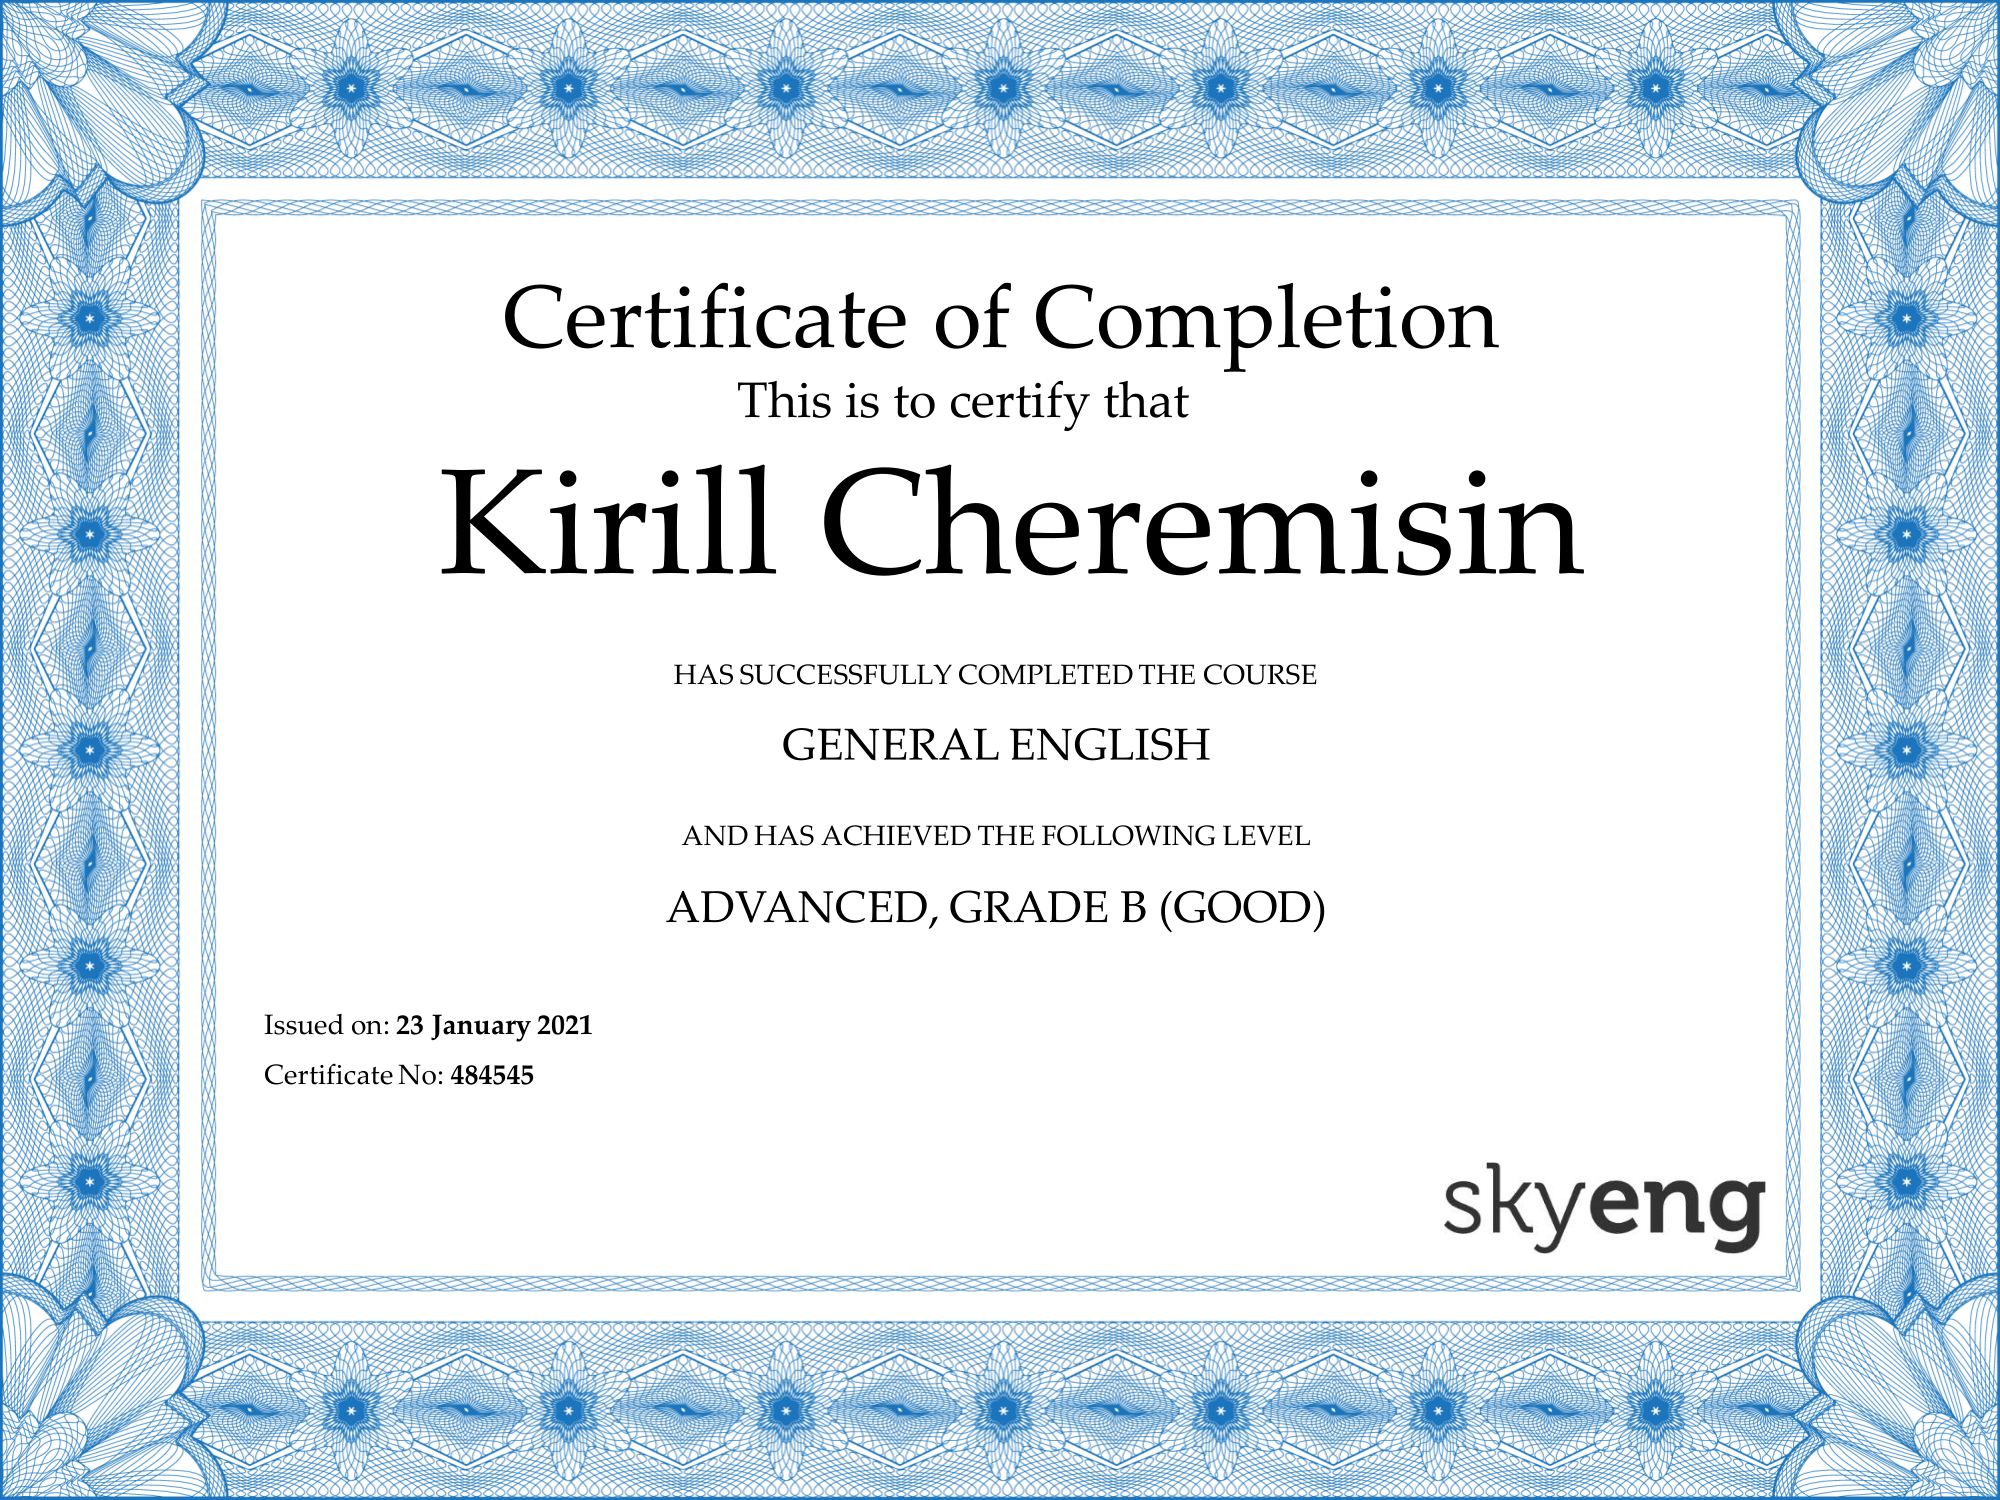 Certificate of Completion
This is to certify that
Kirill Cheremisin
HAS SUCCESSFULLY COMPLETED THE COURSE
GENERAL ENGLISH
AND HAS ACHIEVED THE FOLLOWING LEVEL
ADVANCED, GRADE B (GOOD)
Issued on: 23 January 2021
Certificate No: 484545
skyeng